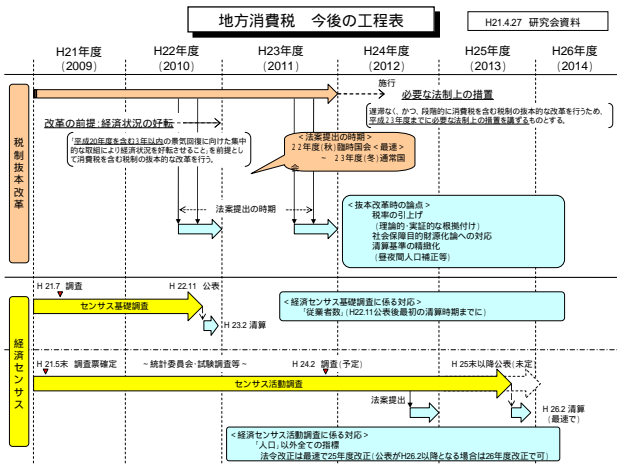 地方消費税 今後の工程表
H21.4.27 研究会資料
H21年度
(2009)
H22年度
(2010)
H23年度
(2011)
H24年度
(2012)
H25年度
(2013)
H26年度
(2014)
税制抜本改革
施行
必要な法制上の措置
遅滞なく、かつ、段階的に消費税を含む税制の抜本的な改革を行うため、
平成23年度までに必要な法制上の措置を講ずるものとする。
改革の前提:経済状況の好転
「平成20年度を含む3年以内の景気回復に向けた集中
的な取組により経済状況を好転させること」を前提とし
て消費税を含む税制の抜本的な改革を行う。
<法案提出の時期>
22年度(秋)臨時国会<最速>
~ 23年度(冬)通常国
会
法案提出の時期
<抜本改革時の論点>
税率の引上げ
(理論的・実証的な根拠付け)
社会保障目的財源化論への対応
清算基準の精緻化
(昼夜間人口補正等)
経済センサス
H21.7 調査
H22.11 公表
センサス基礎調査
H23.2 清算
<経済センサス基礎調査に係る対応>
「従業者数」(H22.11公表後最初の清算時期までに)
H21.5末 調査票確定
~統計委員会・試験調査等~
H24.2 調査(予定)
H25末以降公表(未定)
センサス活動調査
法案提出
H26.2 清算
(最速で)
<経済センサス活動調査に係る対応>
「人口」以外全ての指標
法令改正は最速で25年度改正(公表がH26.2以降となる場合は26年度改正で可)